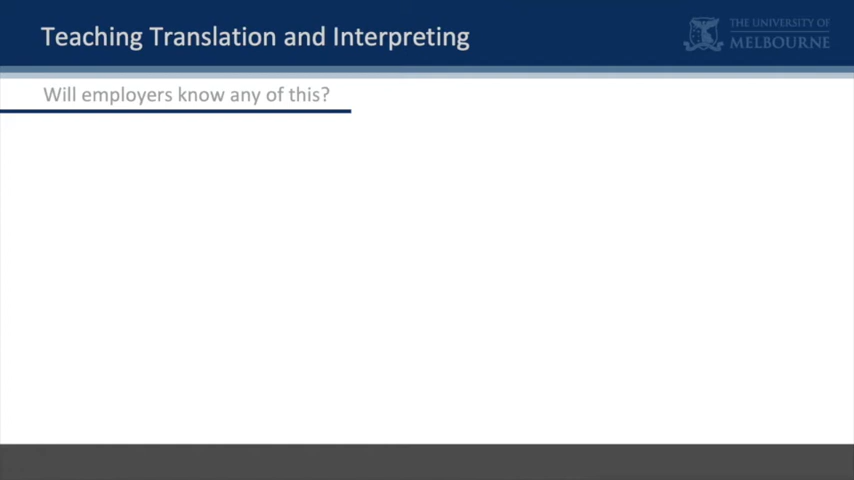 Teaching Translation and Interpreting
THE UNIVERSITY OF
MELBOURNE
Will employers know any of this?